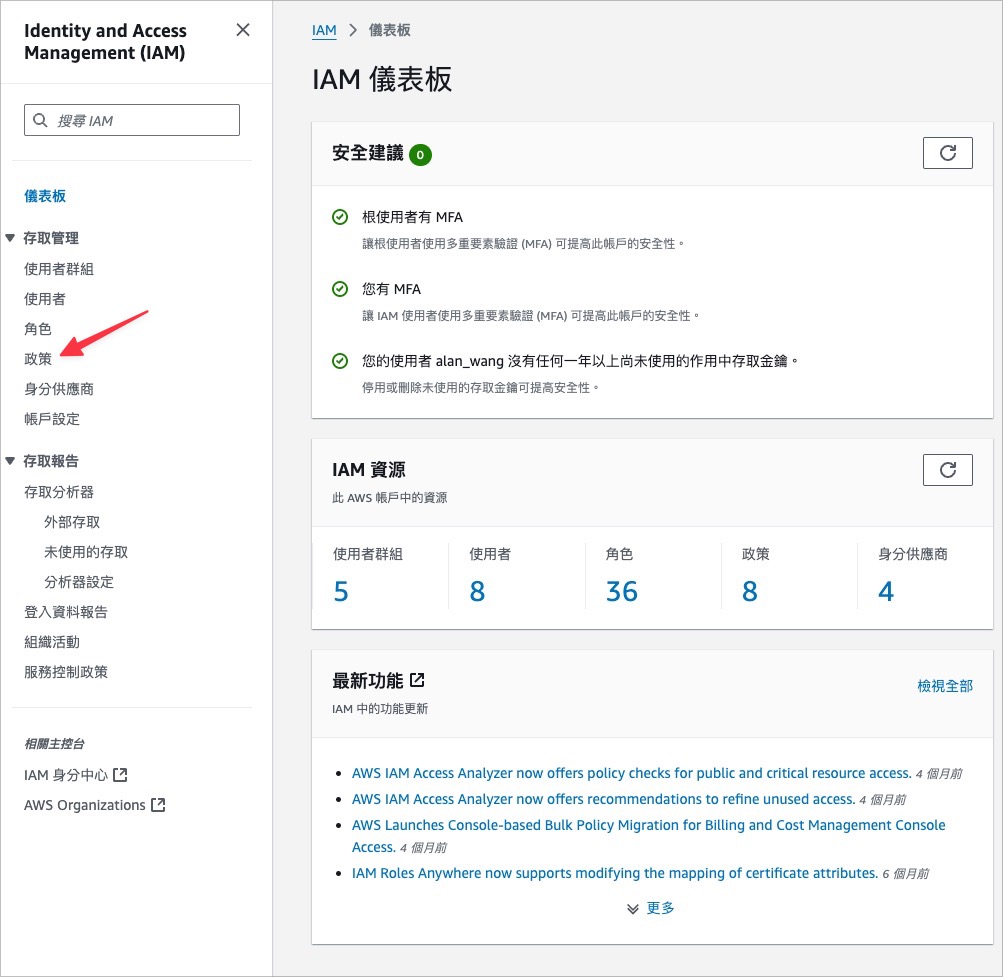 Identity and Access
Management (IAM)
搜尋 IAM
儀表板
存取管理
使用者群組
使用者
角色
政策
身分供應商
帳戶設定
存取報告
存取分析器
外部存取
未使用的存取
分析器設定
登入資料報告
組織活動
服務控制政策
相關主控台
IAM 身分中心
AWS Organizations
IAM > 儀表板
IAM 儀表板
安全建議 0
根使用者有 MFA
讓根使用者使用多重要素驗證 (MFA) 可提高此帳戶的安全性。
您有 MFA
讓 IAM 使用者使用多重要素驗證 (MFA) 可提高此帳戶的安全性。
您的使用者 alan_wang 沒有任何一年以上尚未使用的作用中存取金鑰。
停用或刪除未使用的存取金鑰可提高安全性。
IAM 資源
此 AWS 帳戶中的資源
使用者群組 使用者 角色 政策 身分供應商
5 8 36 8 4
最新功能 檢視全部
IAM 中的功能更新
AWS IAM Access Analyzer now offers policy checks for public and critical resource access. 4 個月前
AWS IAM Access Analyzer now offers recommendations to refine unused access. 4 個月前
AWS Launches Console-based Bulk Policy Migration for Billing and Cost Management Console
Access. 4 個月前
IAM Roles Anywhere now supports modifying the mapping of certificate attributes. 6 個月前
更多